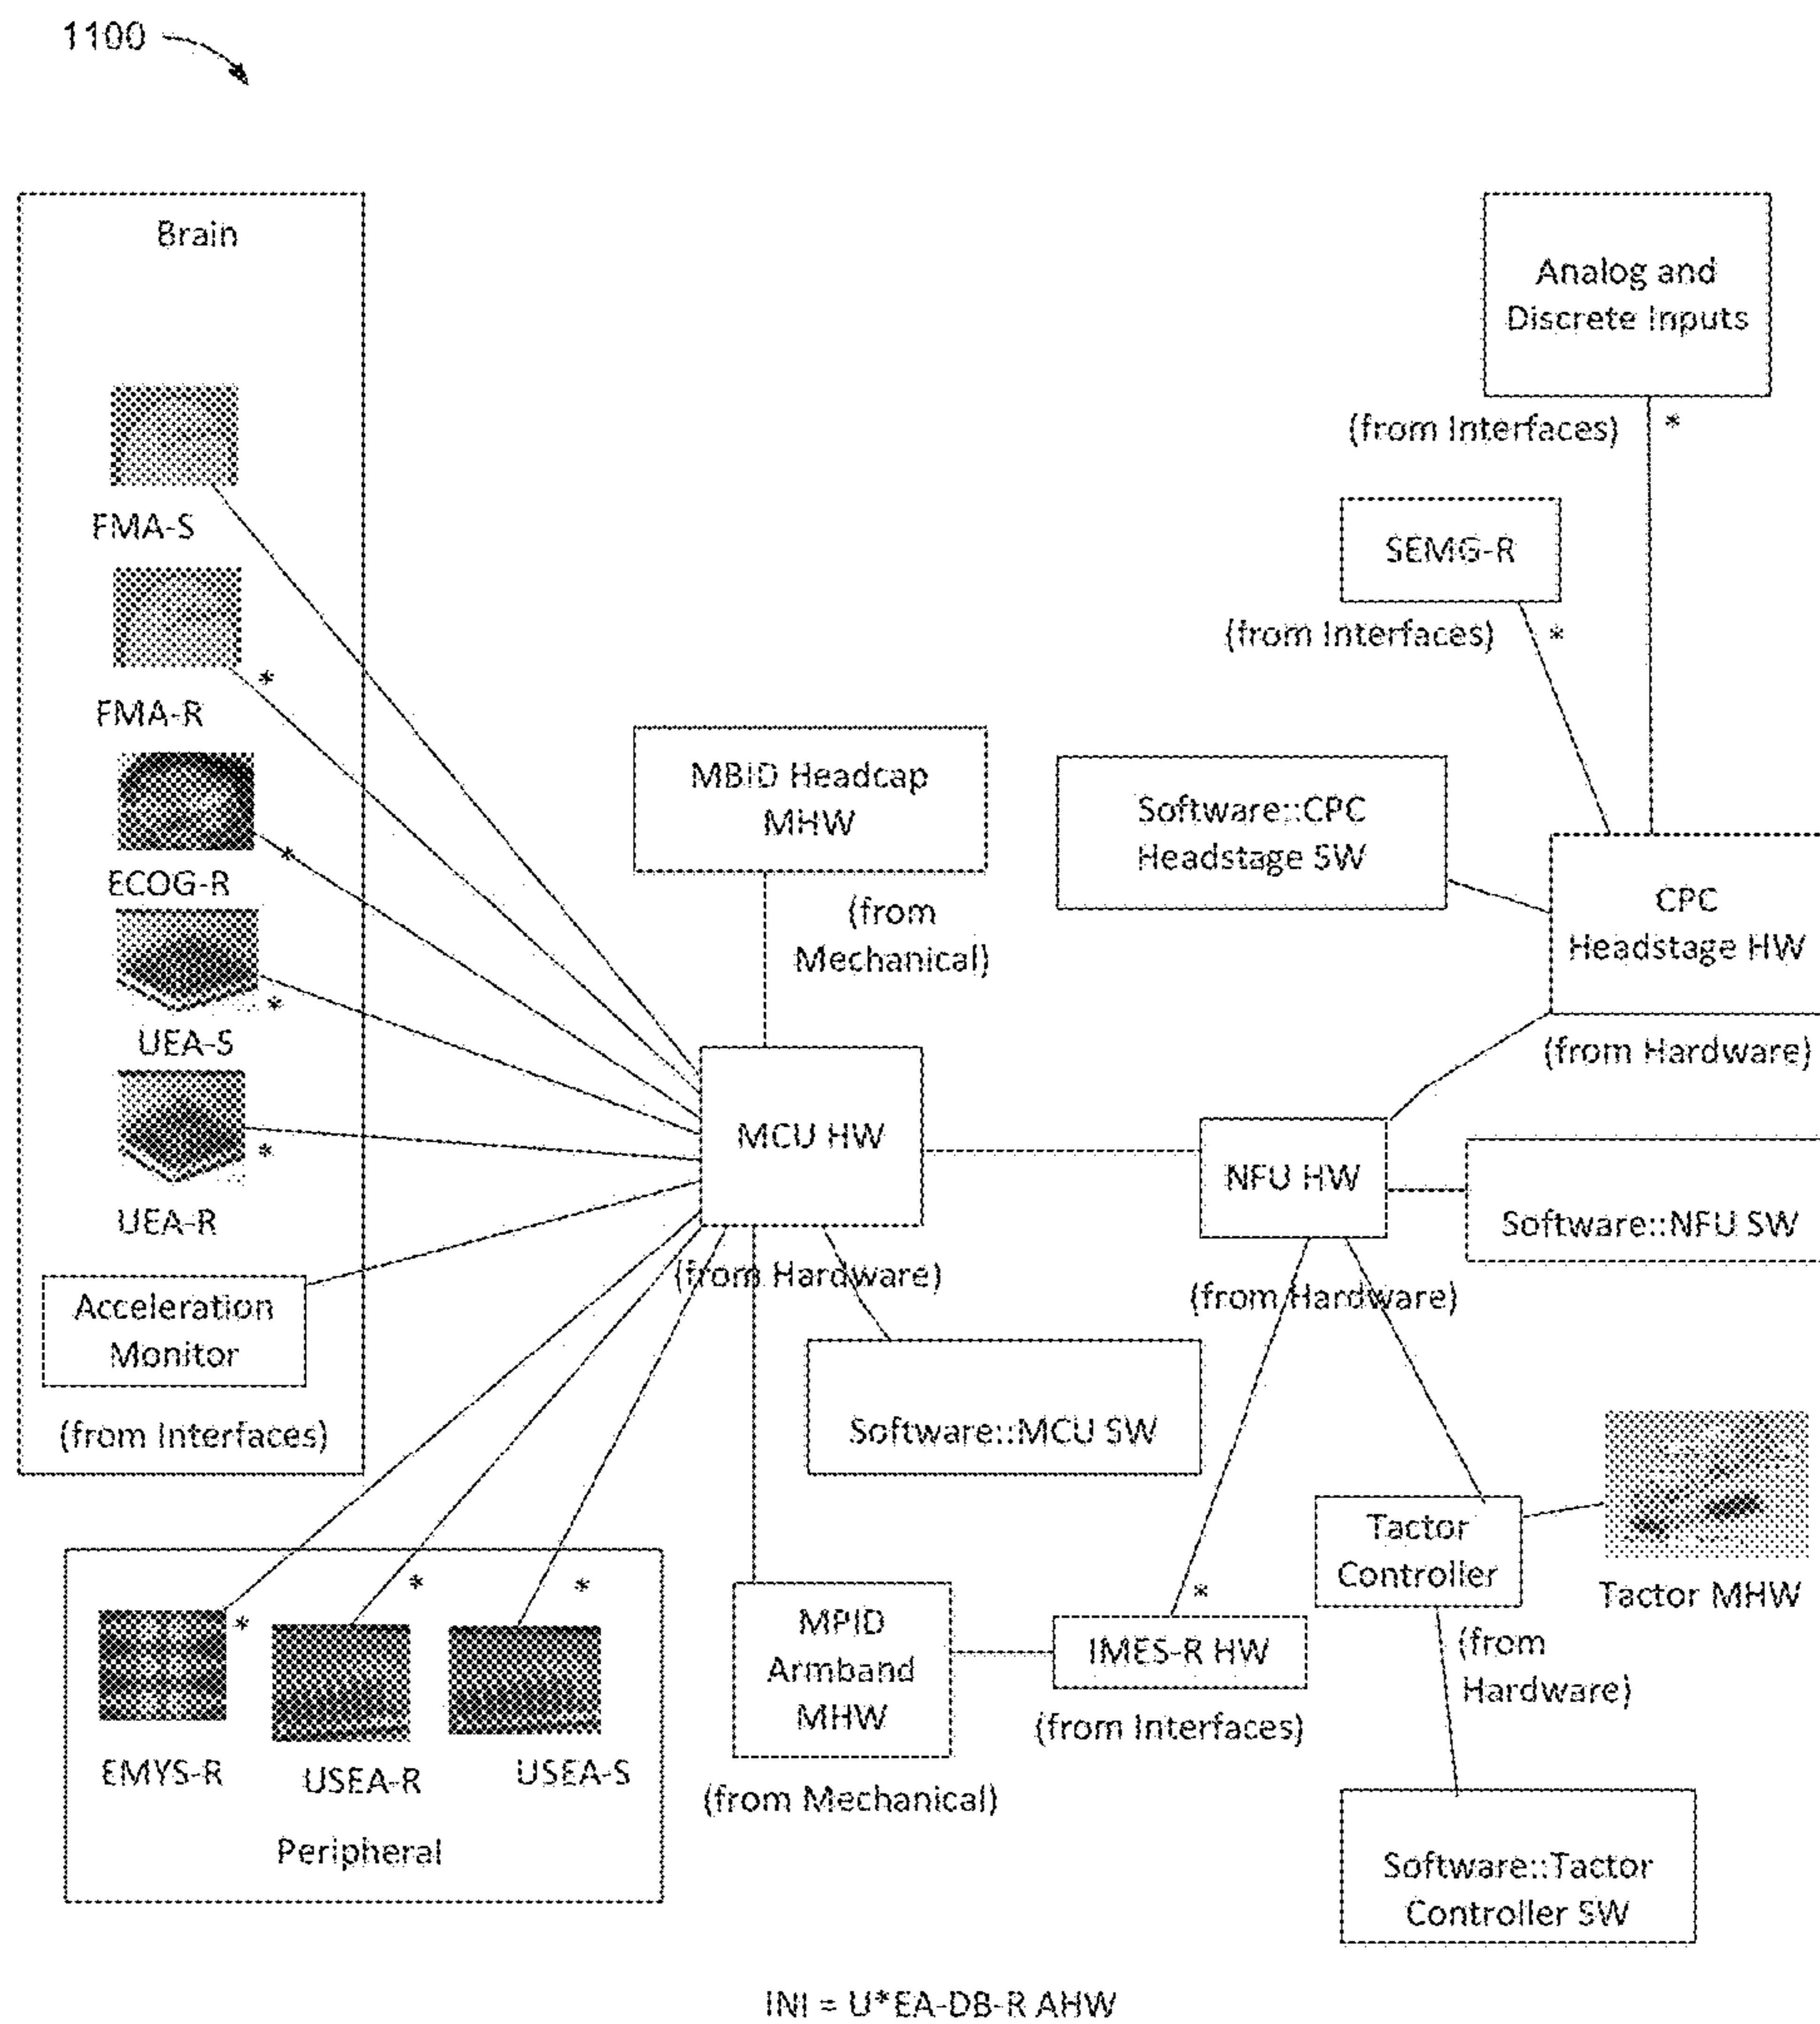 1100
Brain
FMA-S
FMA-R
*
ECOG-R
*
UEA-S
*
UEA-R
*
Acceleration
Monitor
(from Interfaces)
EMYS-R
*
USEA-R
*
USEA-S
*
Peripheral
MBID Headcap
MHW
(from
Mechanical)
MCU HW
(from Hardware)
Software::MCU SW
MPID
Armband
MHW
(from Mechanical)
Analog and
Discrete Inputs
(from Interfaces)
*
SEMG-R
(from Interfaces)
*
Software::CPC
Headstage SW
CPC
Headstage HW
(from Hardware)
NFU HW
(from Hardware)
Software::NFU SW
*
IMES-R HW
(from Interfaces)
Tactor
Controller
(from
Hardware)
Tactor MHW
Software::Tactor
Controller SW
INI = U*EA-DB-R AHW